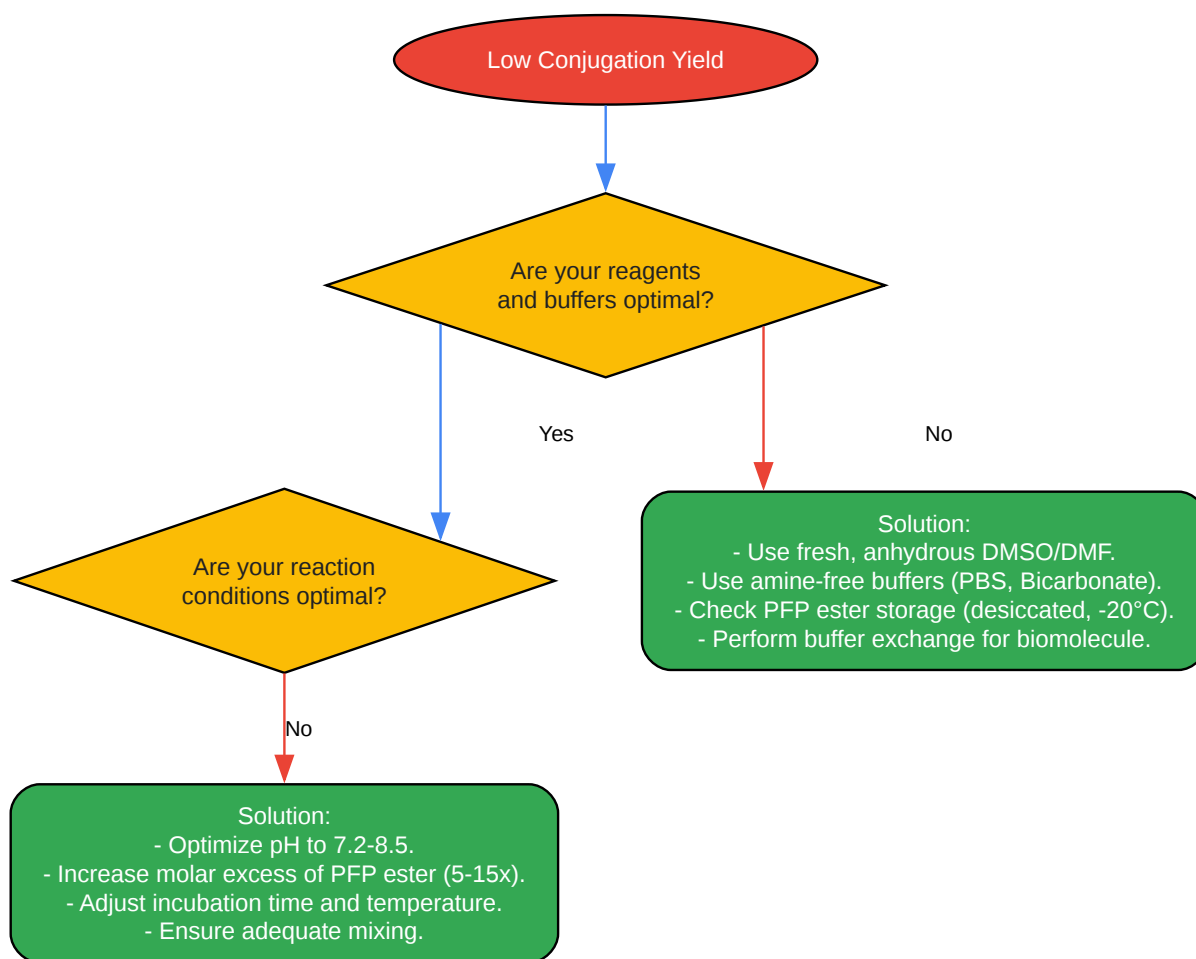 Low Conjugation Yield
Are your reagents
and buffers optimal?
Yes
No
Solution:
- Use fresh, anhydrous DMSO/DMF.
- Use amine-free buffers (PBS, Bicarbonate).
- Check PFP ester storage (desiccated, -20°C).
- Perform buffer exchange for biomolecule.
Are your reaction
conditions optimal?
No
Solution:
- Optimize pH to 7.2-8.5.
- Increase molar excess of PFP ester (5-15x).
- Adjust incubation time and temperature.
- Ensure adequate mixing.